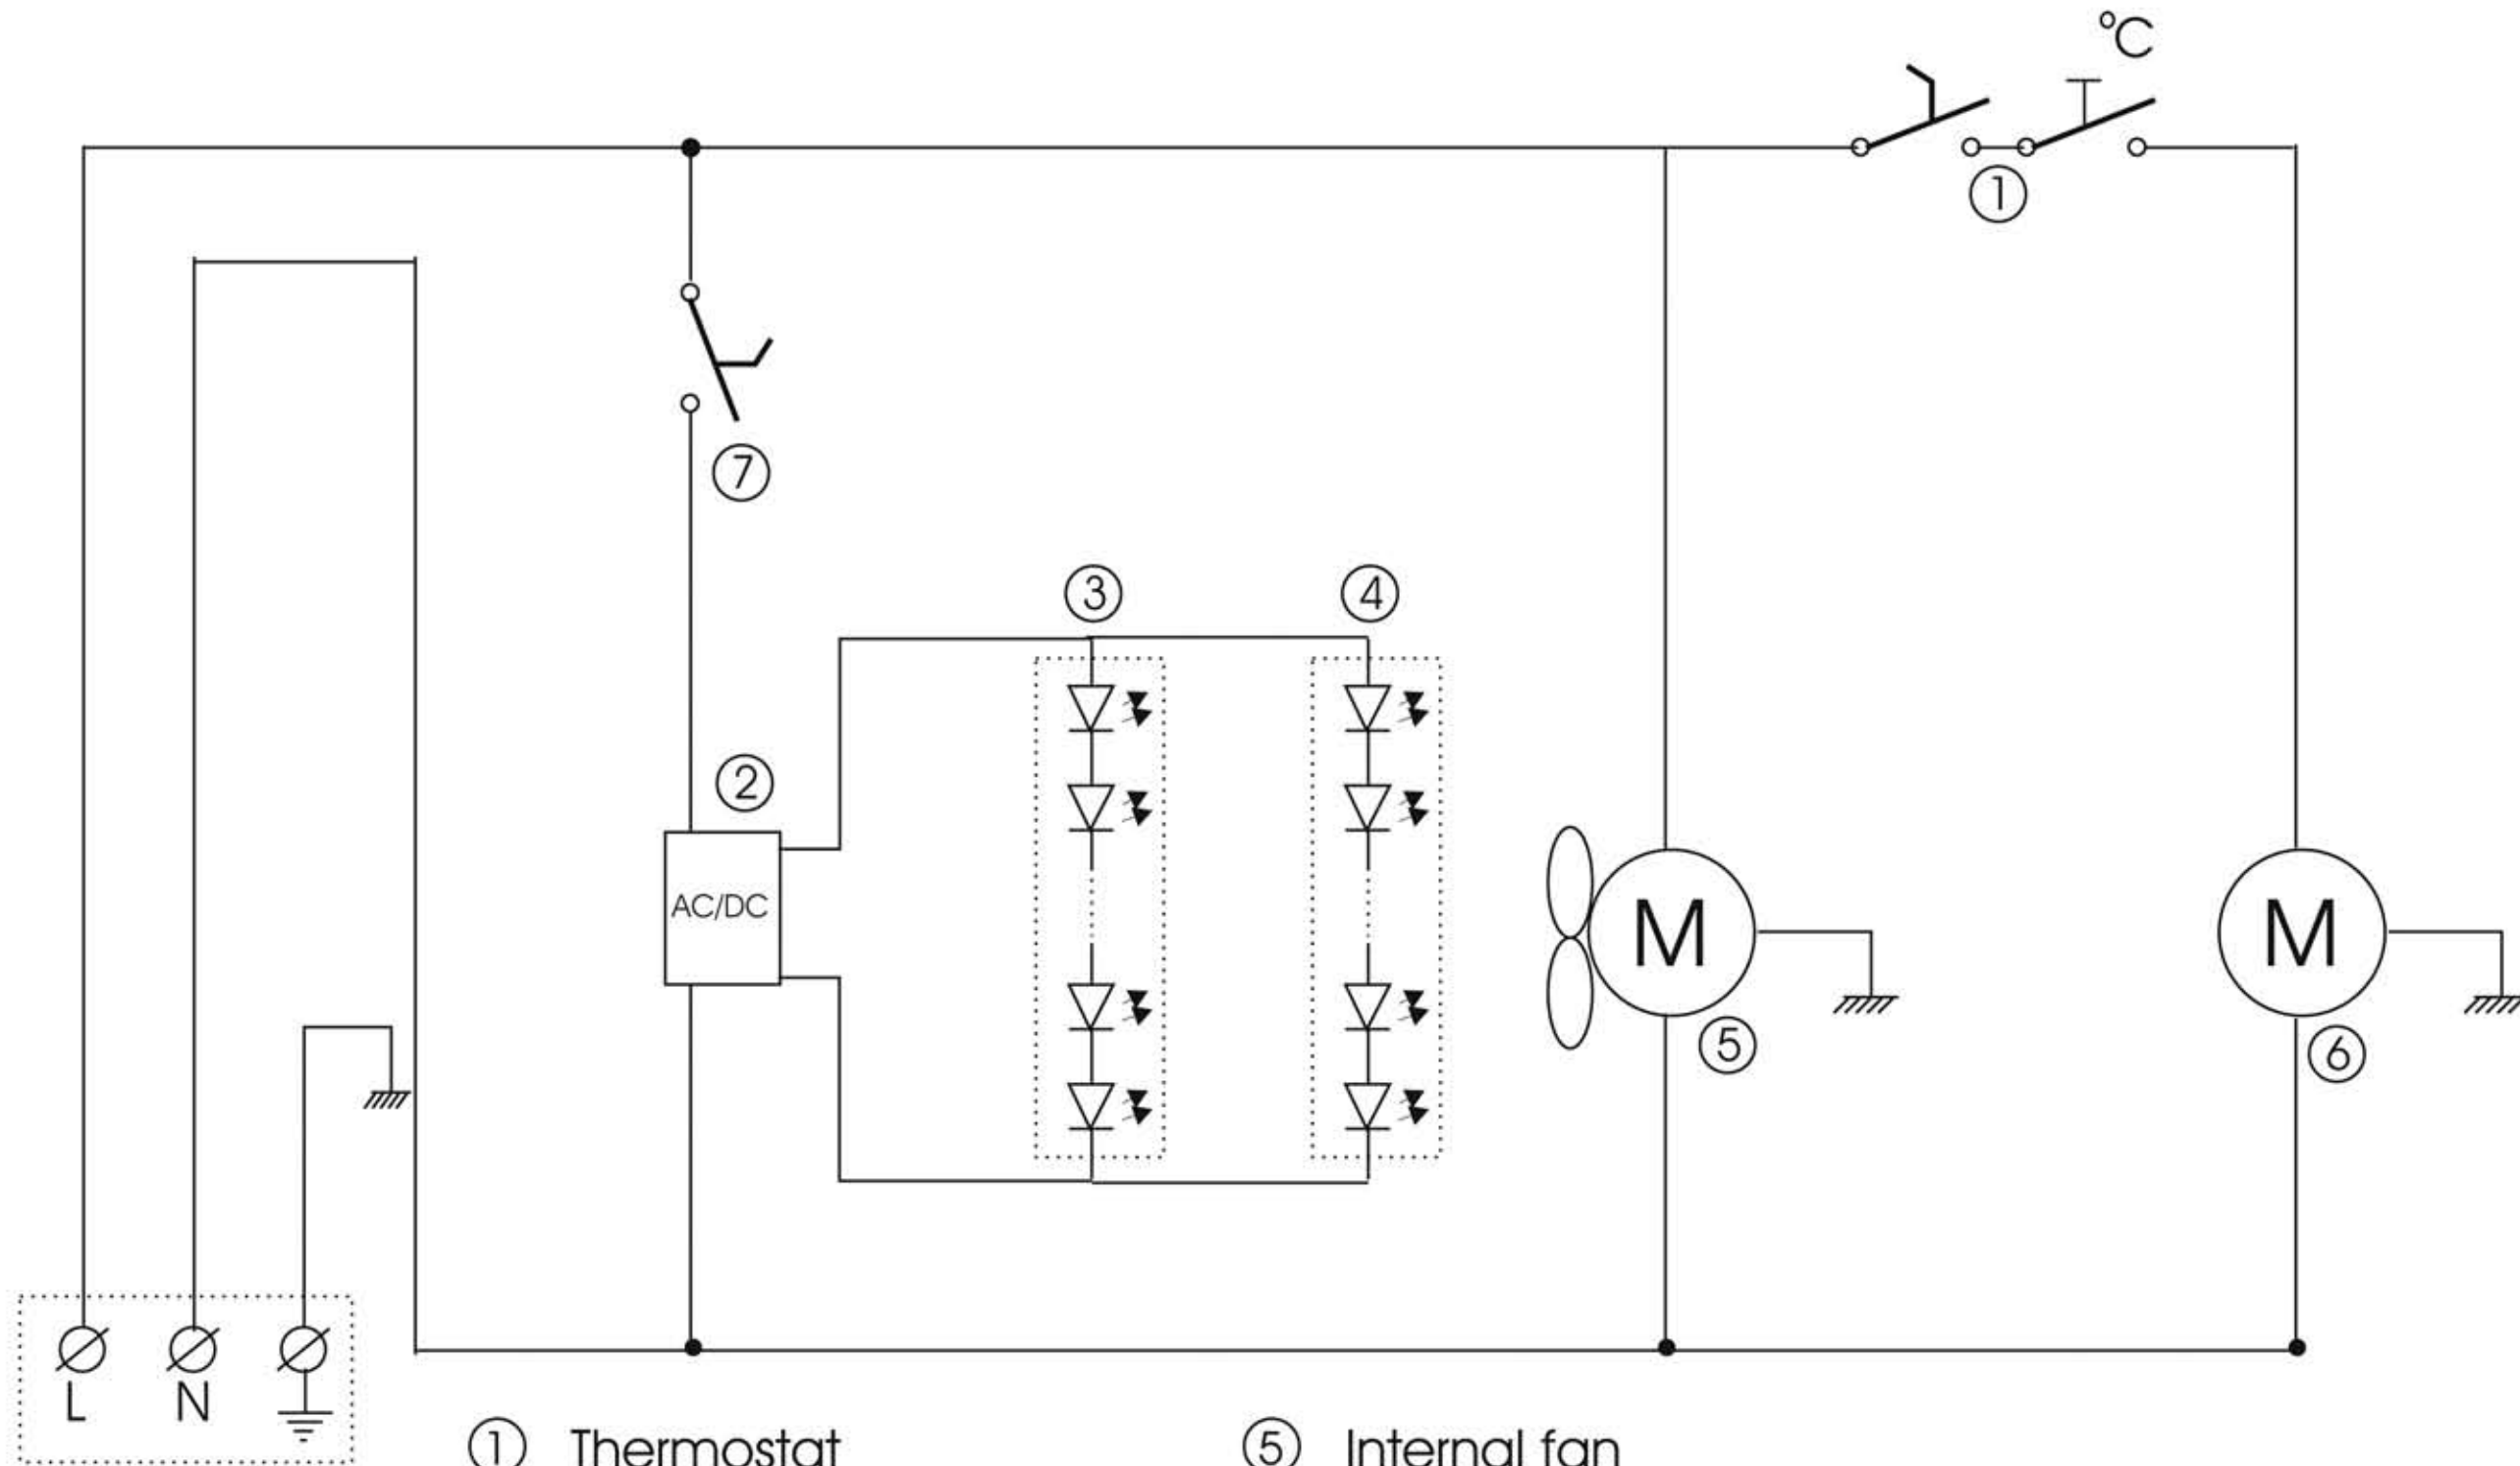 °C
①
⑦
③ ④
②
AC/DC
M M
⑤ ⑥
L N
① Thermostat ⑤ Internal fan